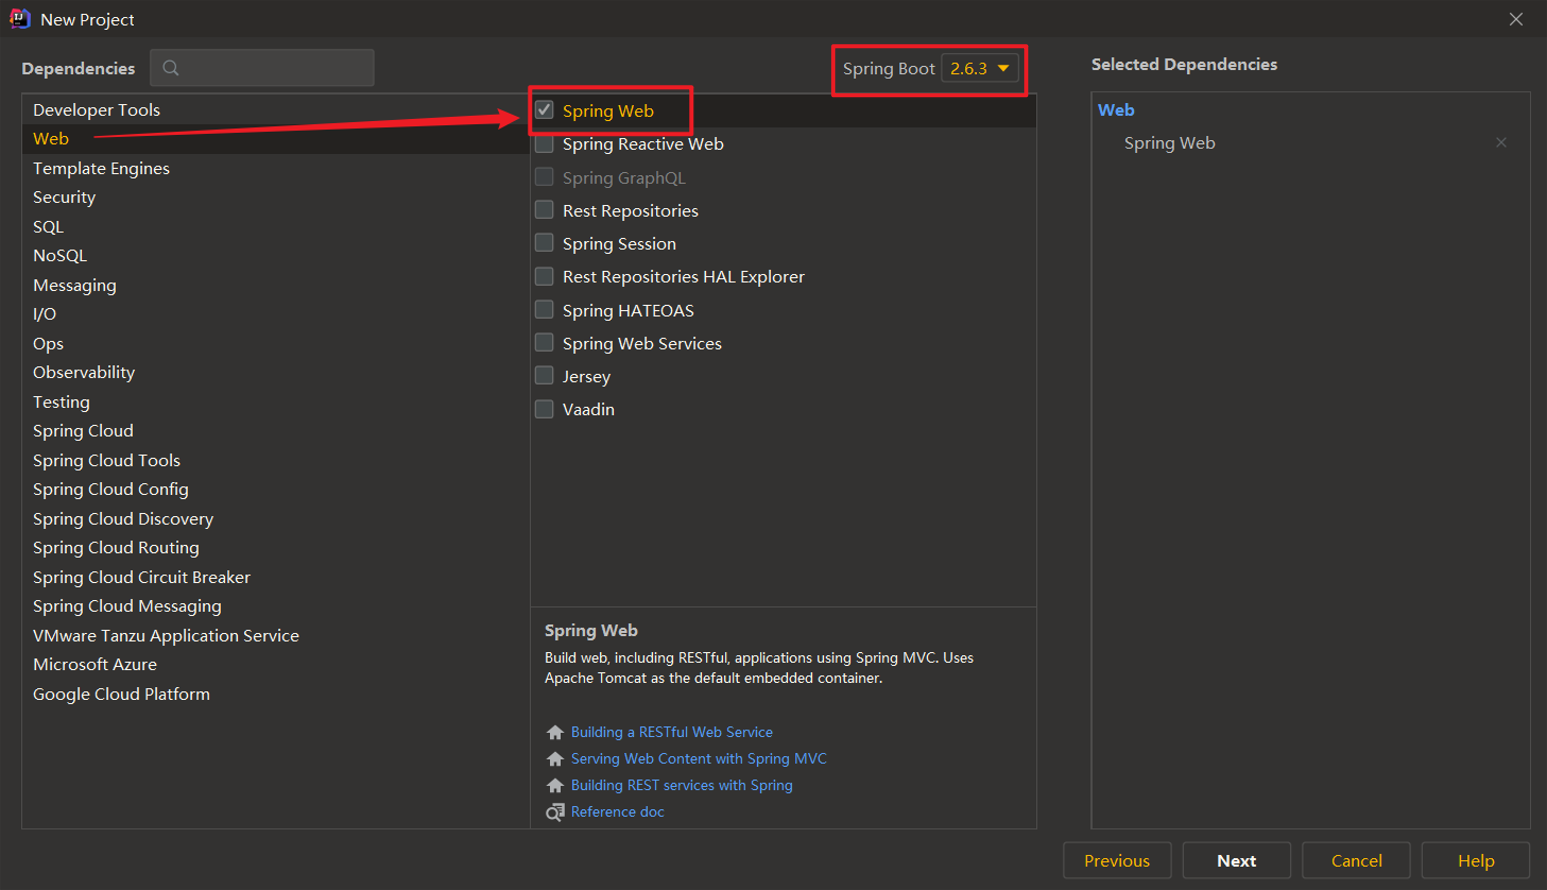 New Project
Dependencies
Spring Boot 2.6.3
Selected Dependencies
Developer Tools
Web
Template Engines
Security
SQL
NoSQL
Messaging
I/O
Ops
Observability
Testing
Spring Cloud
Spring Cloud Tools
Spring Cloud Config
Spring Cloud Discovery
Spring Cloud Routing
Spring Cloud Circuit Breaker
Spring Cloud Messaging
VMware Tanzu Application Service
Microsoft Azure
Google Cloud Platform
Spring Web
Spring Reactive Web
Spring GraphQL
Rest Repositories
Spring Session
Rest Repositories HAL Explorer
Spring HATEOAS
Spring Web Services
Jersey
Vaadin
Spring Web
Build web, including RESTful, applications using Spring MVC. Uses
Apache Tomcat as the default embedded container.
Building a RESTful Web Service
Serving Web Content with Spring MVC
Building REST services with Spring
Reference doc
Web
Spring Web
Previous
Next
Cancel
Help